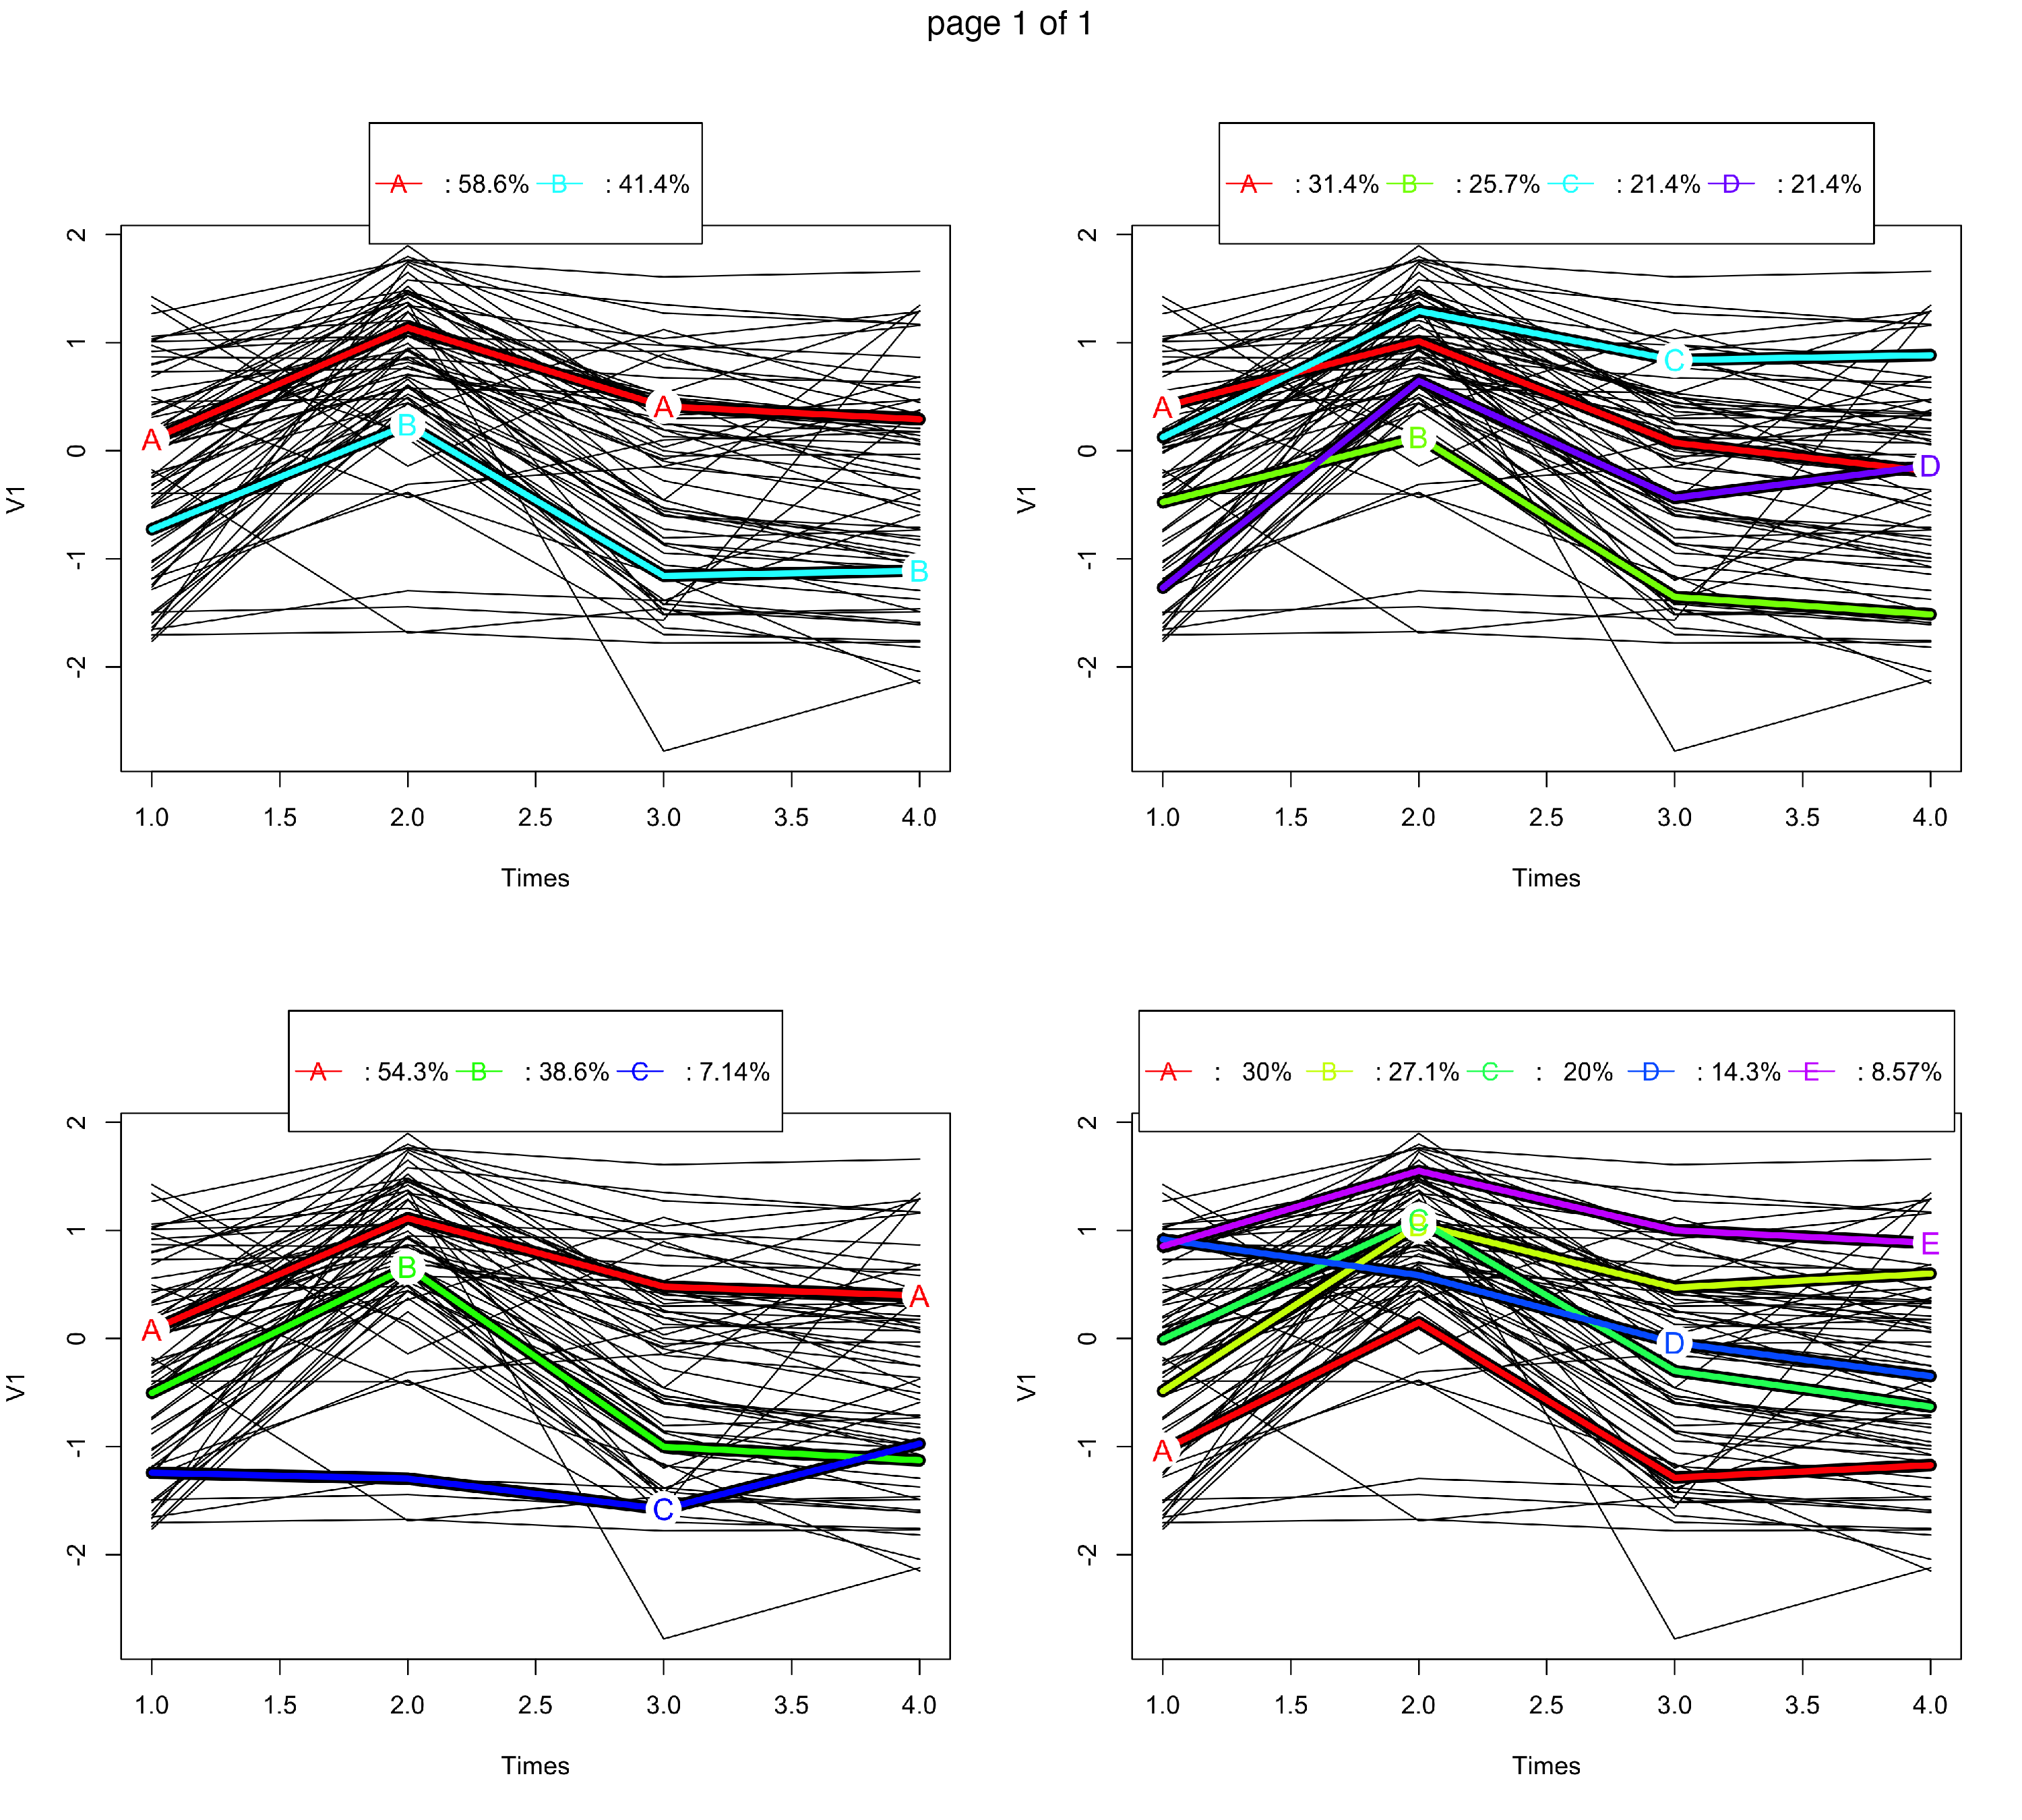 page 1 of 1
A : 58.6% B : 41.4%
V1
2
1
0
-1
-2
A
B
A
B
1.0 1.5 2.0 2.5 3.0 3.5 4.0
Times
A : 31.4% B : 25.7% C : 21.4% D : 21.4%
V1
2
1
0
-1
-2
A
B
C
D
1.0 1.5 2.0 2.5 3.0 3.5 4.0
Times
A : 54.3% B : 38.6% C : 7.14%
V1
2
1
0
-1
-2
A
B
C
A
1.0 1.5 2.0 2.5 3.0 3.5 4.0
Times
A : 30% B : 27.1% C : 20% D : 14.3% E : 8.57%
V1
2
1
0
-1
-2
A
B
C
D
E
1.0 1.5 2.0 2.5 3.0 3.5 4.0
Times